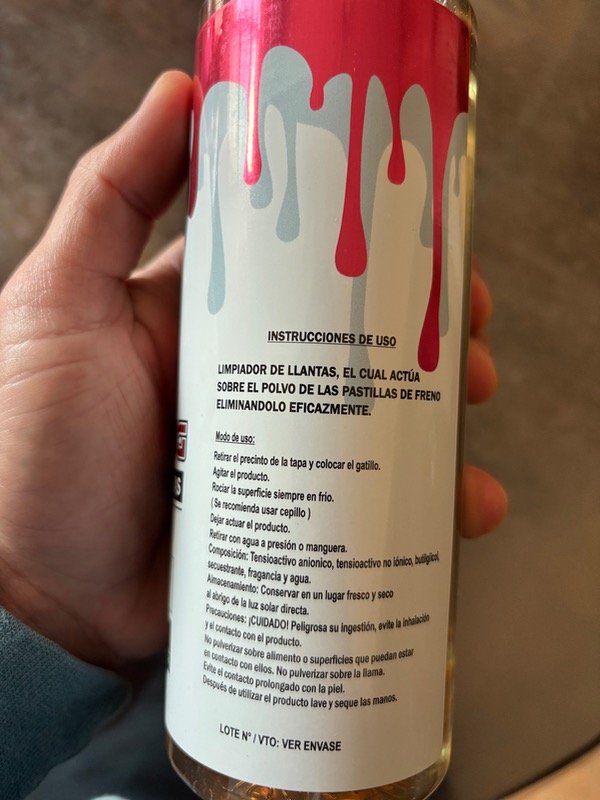 INSTRUCCIONES DE USO
LIMPIADOR DE LLANTAS, EL CUAL ACTÚA
SOBRE EL POLVO DE LAS PASTILLAS DE FRENO
ELIMINANDOLO EFICAZMENTE.
Modo de uso:
Retirar el precinto de la tapa y colocar el gatillo.
Agitar el producto.
Rociar la superficie siempre en frío.
( Se recomienda usar cepillo )
Dejar actuar el producto.
Retirar con agua a presión o manguera.
Composición: Tensioactivo anionico, tensioactivo no iónico, butilglicol,
secuestrante, fragancia y agua.
Almacenamiento: Conservar en un lugar fresco y seco
al abrigo de la luz solar directa.
Precauciones: ¡CUIDADO! Peligrosa su ingestión, evite la inhalación
y el contacto con el producto.
No pulverizar sobre alimento o superficies que puedan estar
en contacto con ellos. No pulverizar sobre la llama.
Evite el contacto prolongado con la piel.
Después de utilizar el producto lave y seque las manos.
LOTE N° / VTO: VER ENVASE